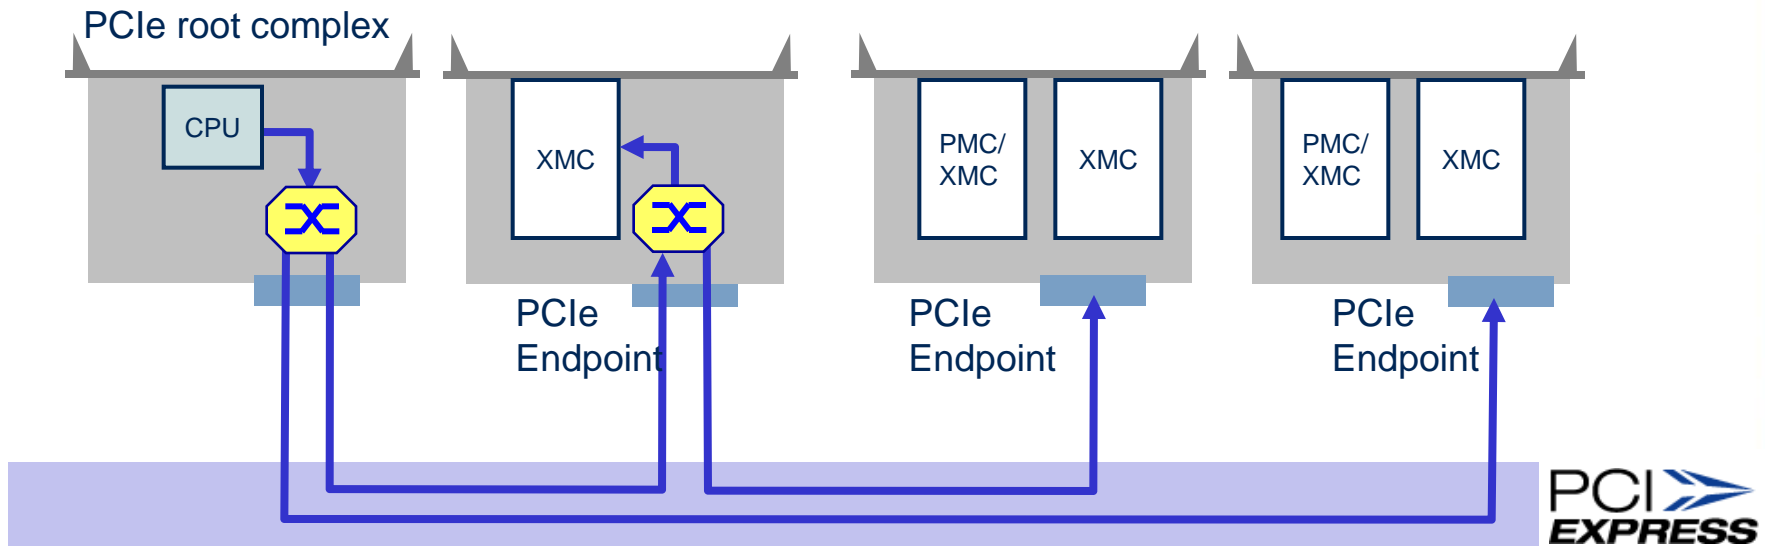 PCIe root complex
CPU
XMC
PMC/
XMC
XMC
PMC/
XMC
XMC
PCIe
Endpoint
PCIe
Endpoint
PCIe
Endpoint
PCI
EXPRESS